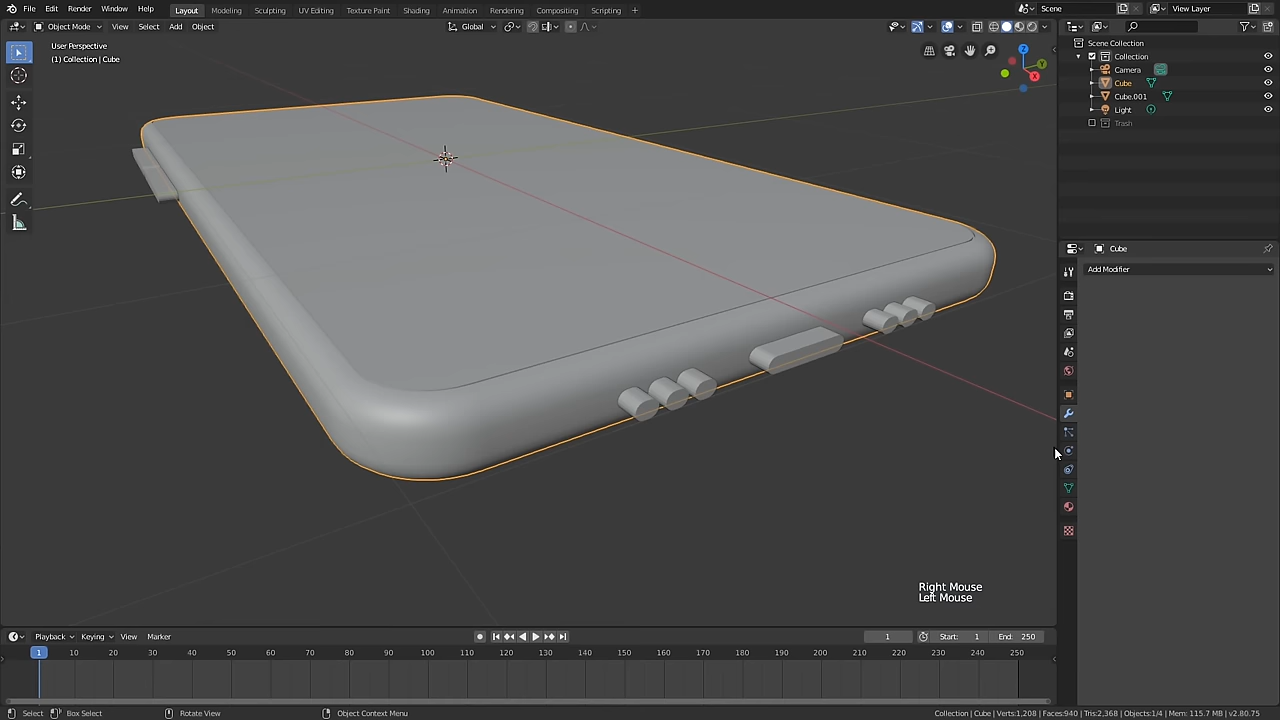 File Edit Render Window Help Layout Modeling Sculpting UV Editing Texture Paint Shading Animation Rendering Compositing Scripting + Scene View Layer
Object Mode View Select Add Object Global
User Perspective
(1) Collection | Cube
Scene Collection
Collection
Camera
Cube
Cube.001
Light
Trash
Cube
Add Modifier
Z
Y
X
Right Mouse
Left Mouse
Playback Keying View Marker 1 Start: 1 End: 250
1 10 20 30 40 50 60 70 80 90 100 110 120 130 140 150 160 170 180 190 200 210 220 230 240 250
Select Box Select Rotate View Object Context Menu Collection | Cube | Verts:1,208 | Faces:940 | Tris:2,368 | Objects:1/4 | Mem: 115.7 MB | v2.80.75